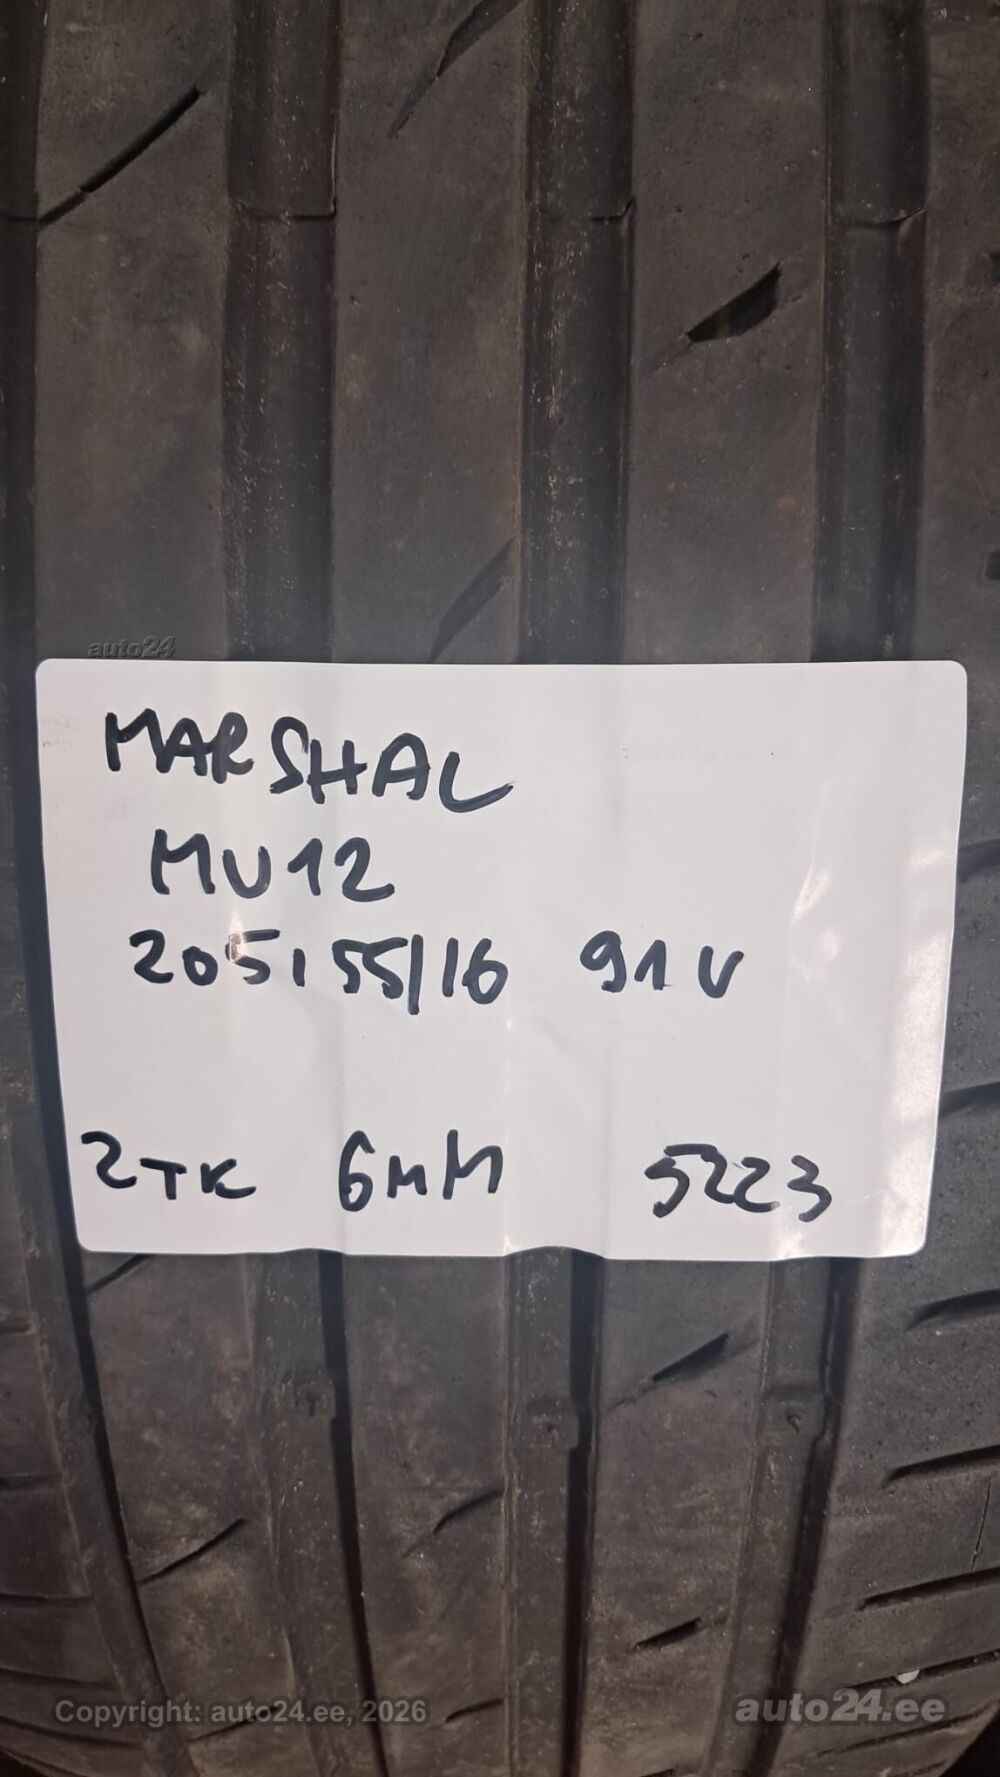 auto24
MARSHAL
MU12
205/55/16 91V
2TK 6mm 5223
Copyright: auto24.ee, 2026
auto24.ee